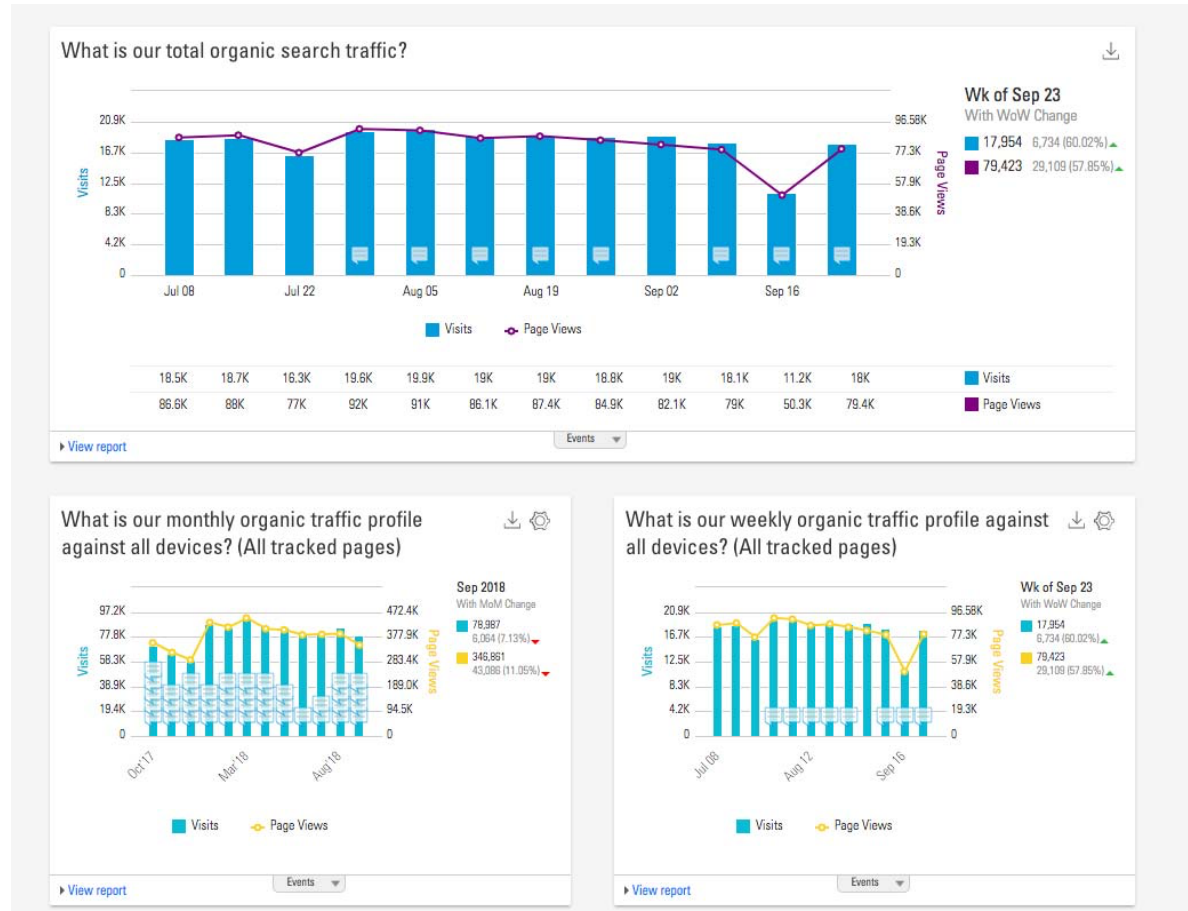 What is our total organic search traffic?
Wk of Sep 23
With WoW Change
17,954 6,734 (60.02%)
79,423 29,109 (57.85%)
Visits
20.9K
16.7K
12.5K
8.3K
4.2K
0
96.58K
77.3K
57.9K
38.6K
19.3K
0
Page Views
Jul 08 Jul 22 Aug 05 Aug 19 Sep 02 Sep 16
Visits Page Views
18.5K 18.7K 16.3K 19.6K 19.9K 19K 19K 18.8K 19K 18.1K 11.2K 18K Visits
86.6K 88K 77K 92K 91K 86.1K 87.4K 84.9K 82.1K 79K 50.3K 79.4K Page Views
View report
Events
What is our monthly organic traffic profile
against all devices? (All tracked pages)
Sep 2018
With MoM Change
78,987
6,064 (7.13%)
346,861
43,086 (11.05%)
Visits
97.2K
77.8K
58.3K
38.9K
19.4K
0
472.4K
377.9K
283.4K
189.0K
94.5K
0
Page Views
Oct'17 Mar'18 Aug'18
Visits Page Views
View report
Events
What is our weekly organic traffic profile against
all devices? (All tracked pages)
Wk of Sep 23
With WoW Change
17,954
6,734 (60.02%)
79,423
29,109 (57.85%)
Visits
20.9K
16.7K
12.5K
8.3K
4.2K
0
96.58K
77.3K
57.9K
38.6K
19.3K
0
Page Views
Jul 08 Aug 12 Sep 16
Visits Page Views
View report
Events